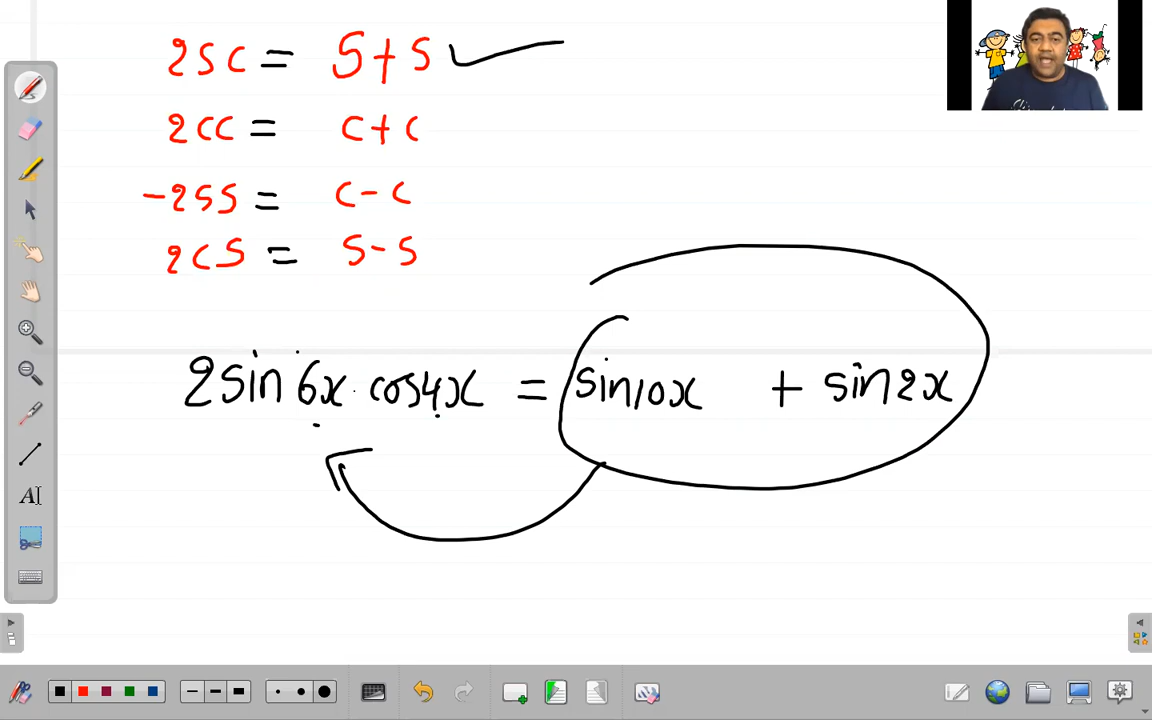 2SC = S+S
2CC = C+C
-2SS = C-C
2CS = S-S
2sin6x·cos4x = sin10x + sin2x